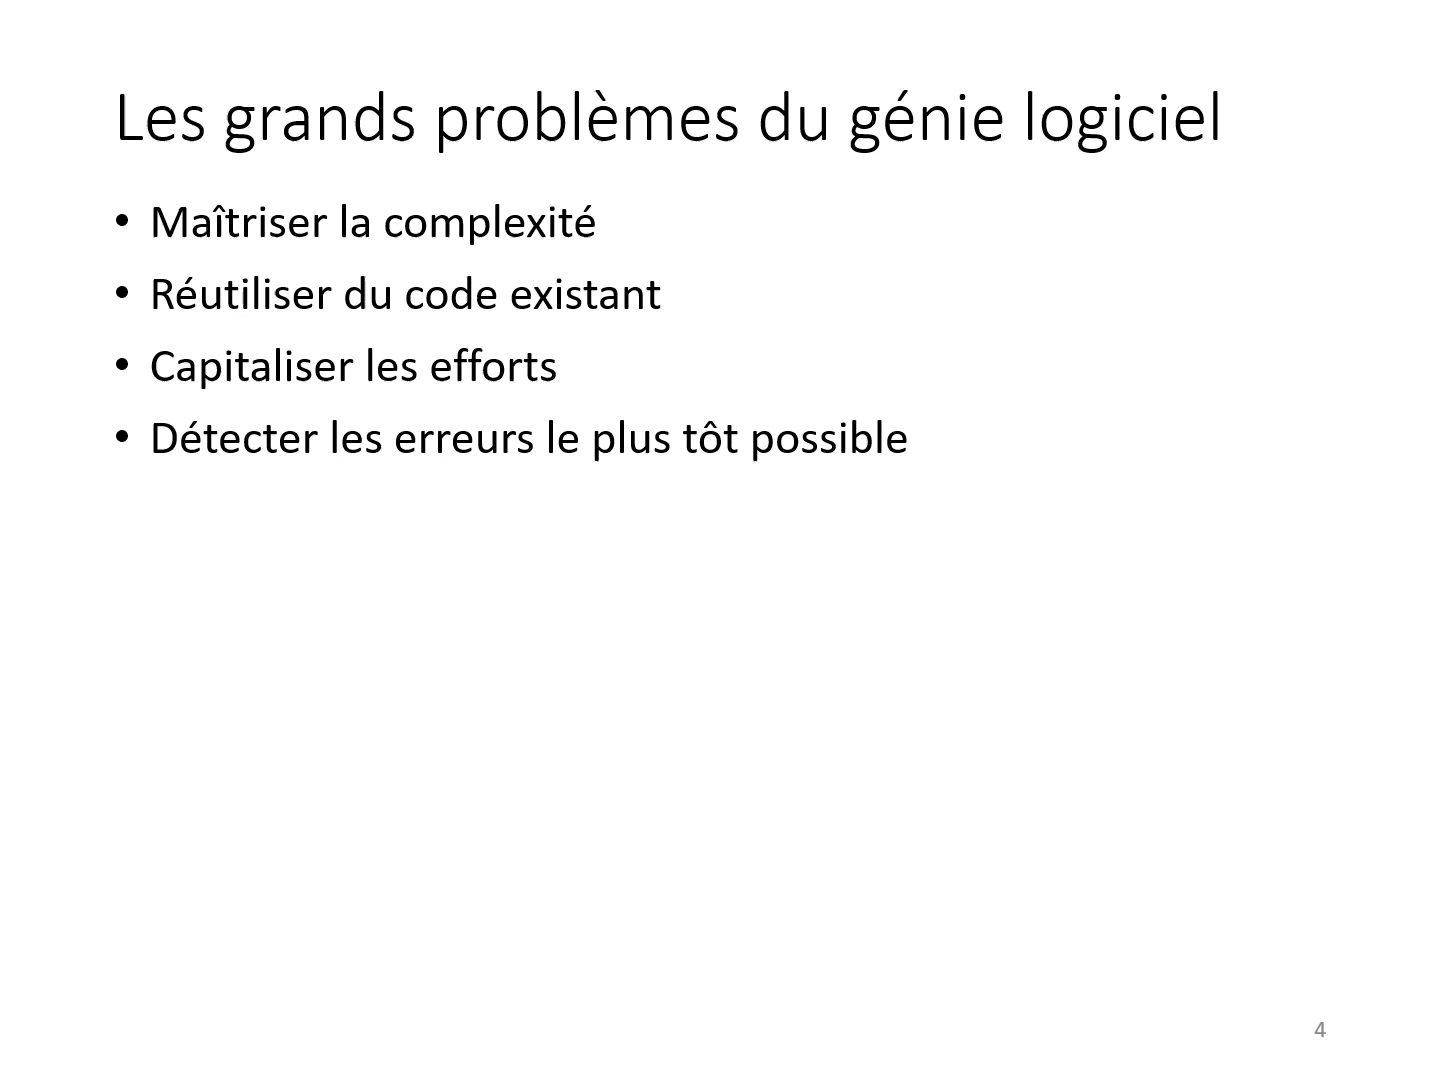 Les grands problèmes du génie logiciel
• Maîtriser la complexité
• Réutiliser du code existant
• Capitaliser les efforts
• Détecter les erreurs le plus tôt possible
4